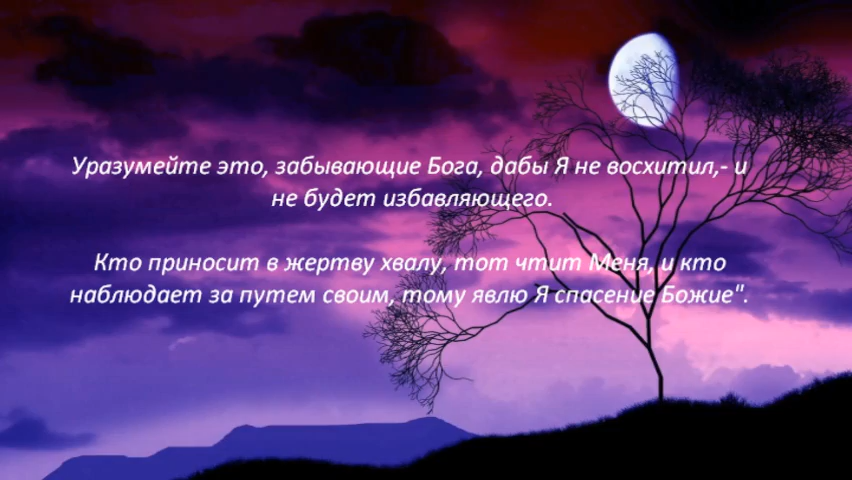 Уразумейте это, забывающие Бога, дабы Я не восхитил,- и
не будет избавляющего.
Кто приносит в жертву хвалу, тот чтит Меня, и кто
наблюдает за путем своим, тому явлю Я спасение Божие".